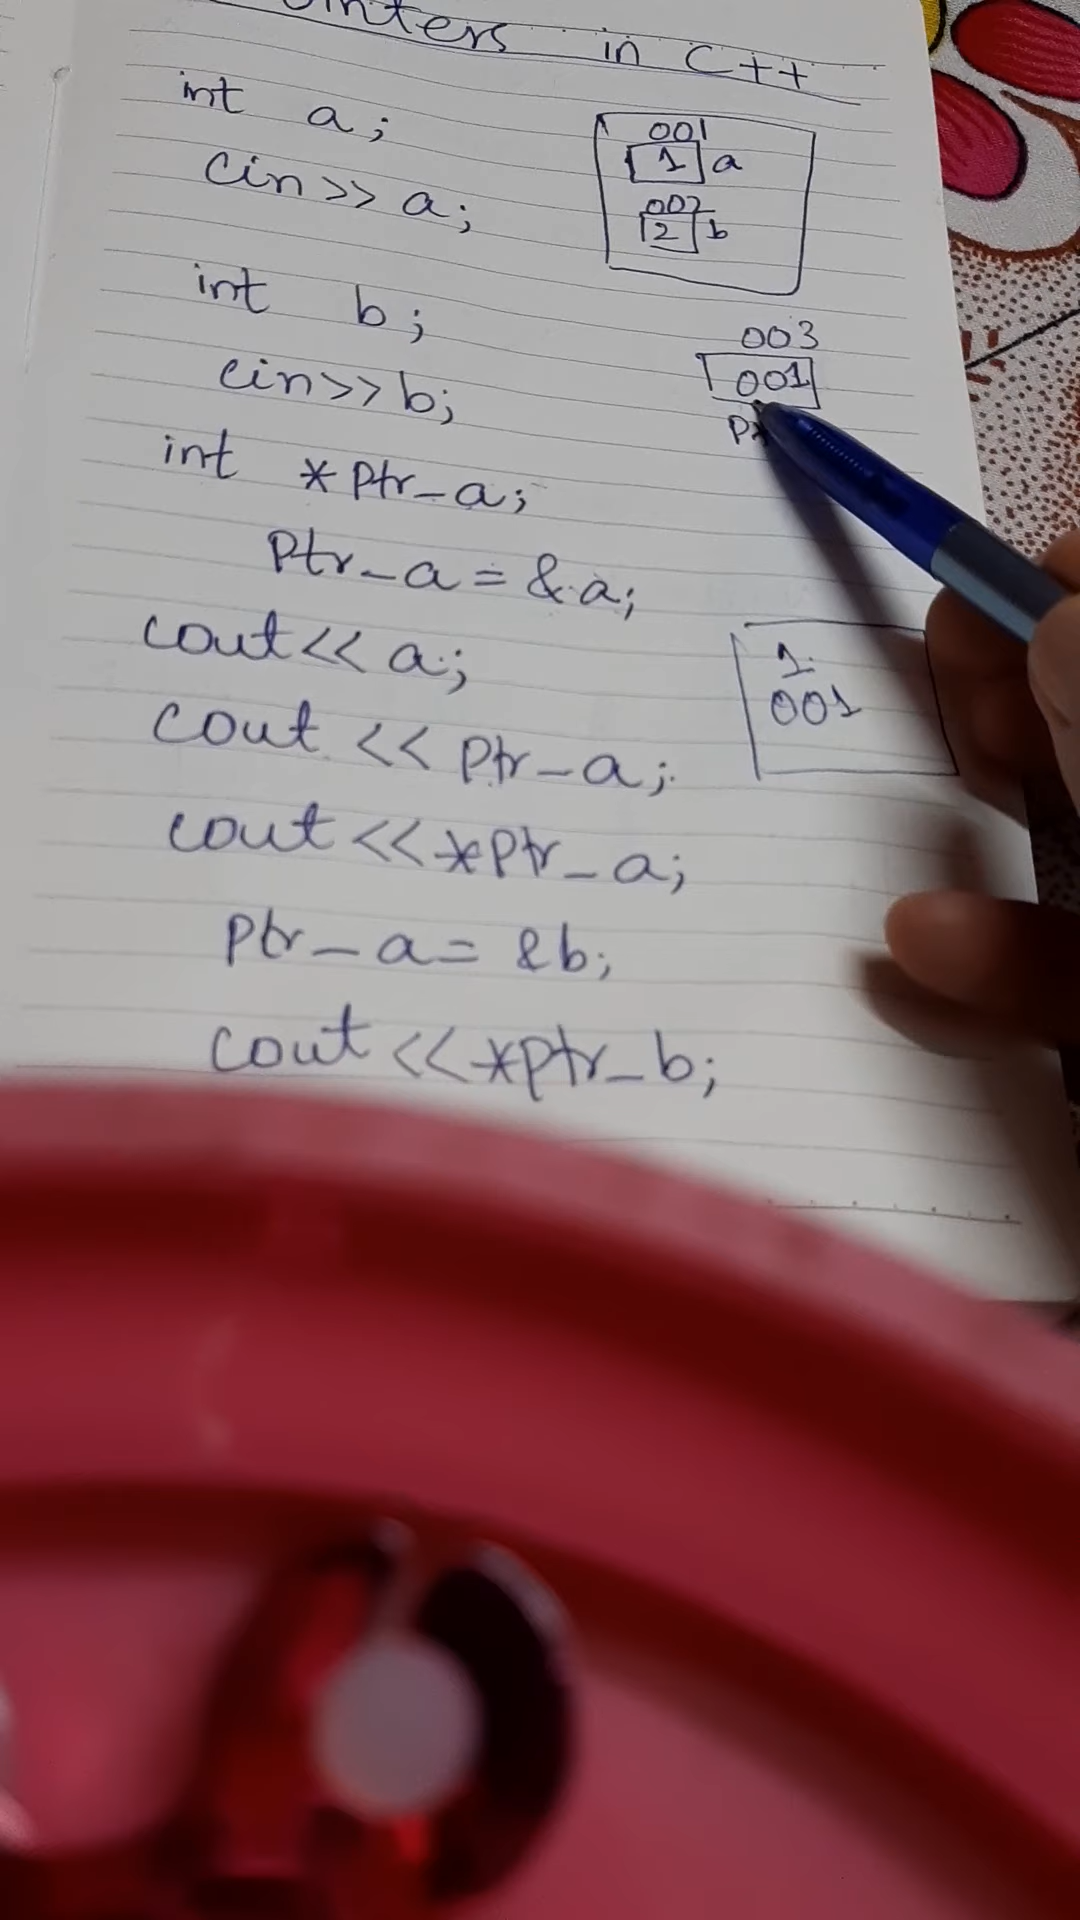 in C++
int a;
cin>> a;
int b;
cin>> b;
int *ptr_a;
Ptr_a = &a;
cout<< a;
cout << ptr_a;
cout <<*ptr_a;
ptr_a = &b;
cout <<*ptr_b;
001
1 a
002
2 b
003
001
1
001